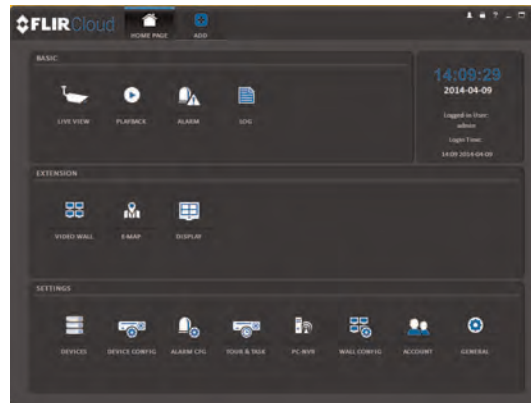 FLIRCloud
HOME PAGE
ADD
BASIC
LIVE VIEW
PLAYBACK
ALARM
LOG
14:09:29
2014-04-09
Logged in User:
admin
Login Time:
14:09 2014-04-09
EXTENSION
VIDEO WALL
E-MAP
DISPLAY
SETTINGS
DEVICES
DEVICE CONFIG
ALARM CFG
TOUR & TASK
PC-NVR
WALL CONFIG
ACCOUNT
GENERAL